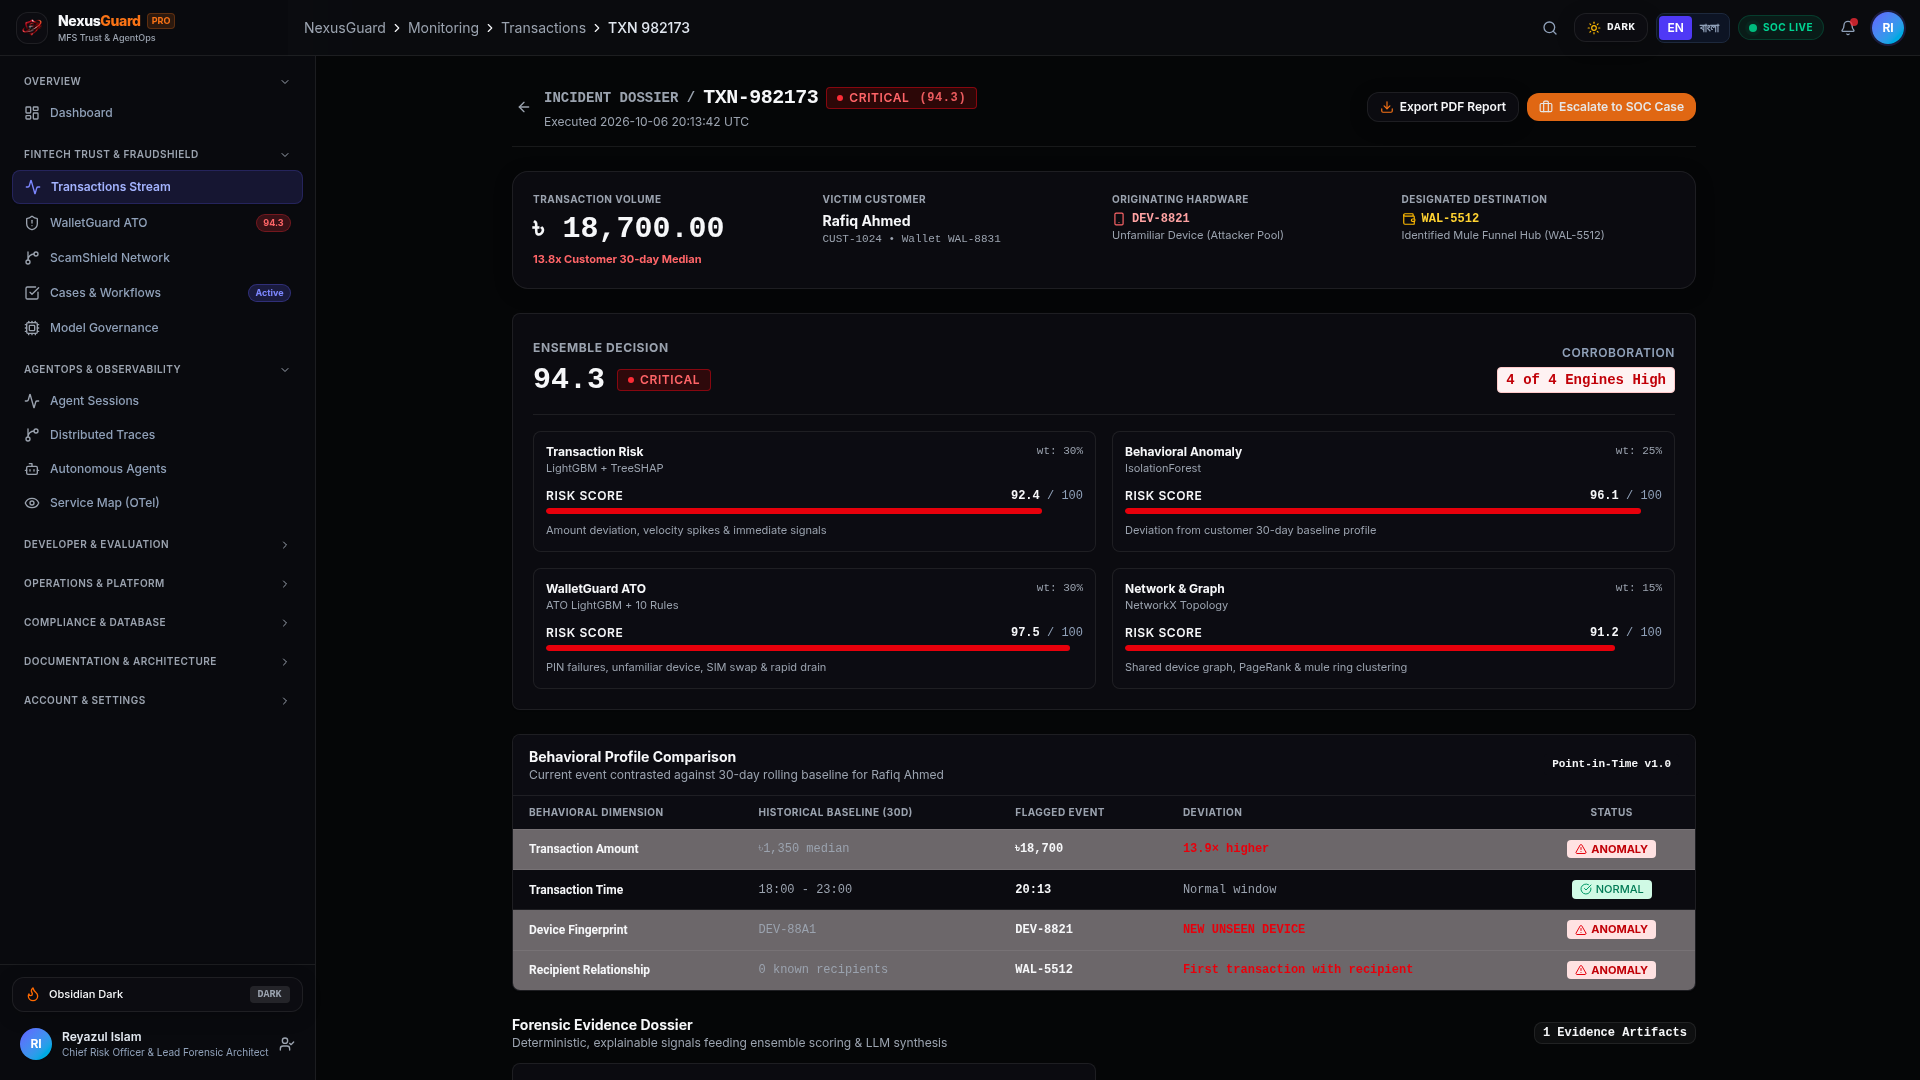 NexusGuard PRO
MFS Trust & AgentOps
NexusGuard > Monitoring > Transactions > TXN 982173
DARK
EN বাংলা
SOC LIVE
RI
OVERVIEW
Dashboard
FINTECH TRUST & FRAUDSHIELD
Transactions Stream
WalletGuard ATO 94.3
ScamShield Network
Cases & Workflows Active
Model Governance
AGENTOPS & OBSERVABILITY
Agent Sessions
Distributed Traces
Autonomous Agents
Service Map (OTel)
DEVELOPER & EVALUATION
OPERATIONS & PLATFORM
COMPLIANCE & DATABASE
DOCUMENTATION & ARCHITECTURE
ACCOUNT & SETTINGS
Obsidian Dark DARK
RI Reyazul Islam
Chief Risk Officer & Lead Forensic Architect
INCIDENT DOSSIER / TXN-982173 CRITICAL (94.3)
Executed 2026-10-06 20:13:42 UTC
Export PDF Report
Escalate to SOC Case
TRANSACTION VOLUME
৳ 18,700.00
13.8x Customer 30-day Median
VICTIM CUSTOMER
Rafiq Ahmed
CUST-1024 • Wallet WAL-8831
ORIGINATING HARDWARE
DEV-8821
Unfamiliar Device (Attacker Pool)
DESIGNATED DESTINATION
WAL-5512
Identified Mule Funnel Hub (WAL-5512)
ENSEMBLE DECISION
94.3 CRITICAL
CORROBORATION
4 of 4 Engines High
Transaction Risk wt: 30%
LightGBM + TreeSHAP
RISK SCORE 92.4 / 100
Amount deviation, velocity spikes & immediate signals
Behavioral Anomaly wt: 25%
IsolationForest
RISK SCORE 96.1 / 100
Deviation from customer 30-day baseline profile
WalletGuard ATO wt: 30%
ATO LightGBM + 10 Rules
RISK SCORE 97.5 / 100
PIN failures, unfamiliar device, SIM swap & rapid drain
Network & Graph wt: 15%
NetworkX Topology
RISK SCORE 91.2 / 100
Shared device graph, PageRank & mule ring clustering
Behavioral Profile Comparison
Current event contrasted against 30-day rolling baseline for Rafiq Ahmed
Point-in-Time v1.0
BEHAVIORAL DIMENSION HISTORICAL BASELINE (30D) FLAGGED EVENT DEVIATION STATUS
Transaction Amount ৳1,350 median ৳18,700 13.9× higher ANOMALY
Transaction Time 18:00 - 23:00 20:13 Normal window NORMAL
Device Fingerprint DEV-88A1 DEV-8821 NEW UNSEEN DEVICE ANOMALY
Recipient Relationship 0 known recipients WAL-5512 First transaction with recipient ANOMALY
Forensic Evidence Dossier
Deterministic, explainable signals feeding ensemble scoring & LLM synthesis
1 Evidence Artifacts